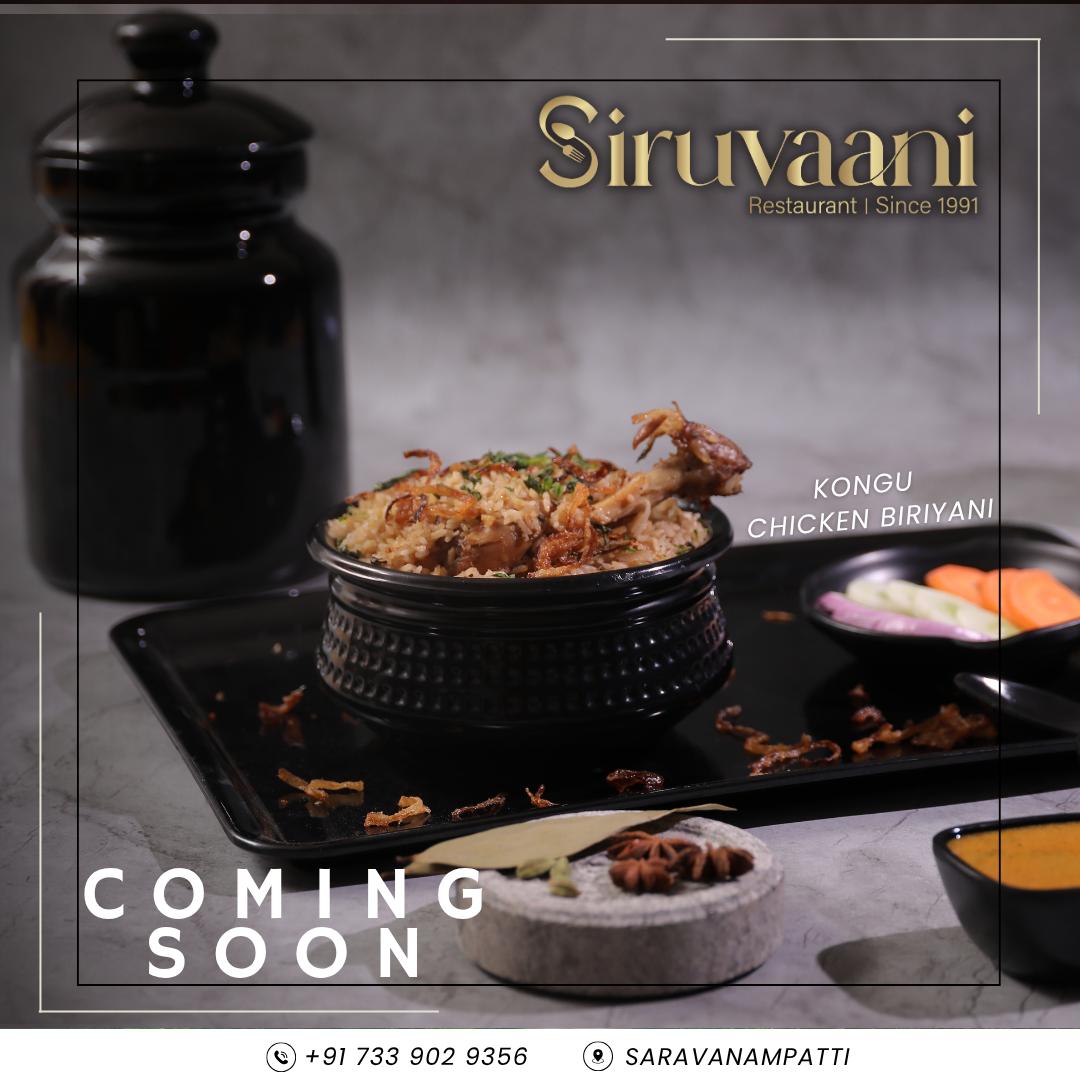 Siruvaani
Restaurant | Since 1991
KONGU
CHICKEN BIRIYANI
COMING
SOON
+91 733 902 9356
SARAVANAMPATTI